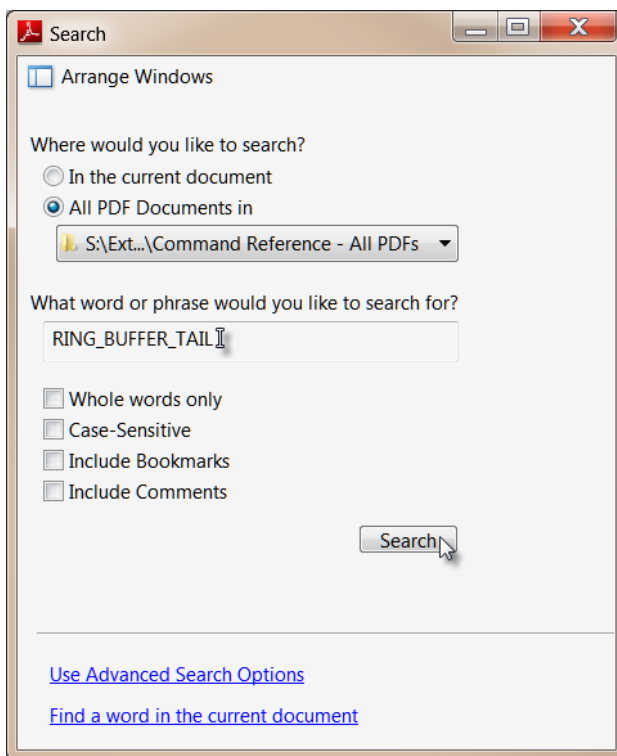 Search
Arrange Windows
Where would you like to search?
In the current document
All PDF Documents in
S:\Ext...\Command Reference - All PDFs
What word or phrase would you like to search for?
RING_BUFFER_TAIL
Whole words only
Case-Sensitive
Include Bookmarks
Include Comments
Search
Use Advanced Search Options
Find a word in the current document